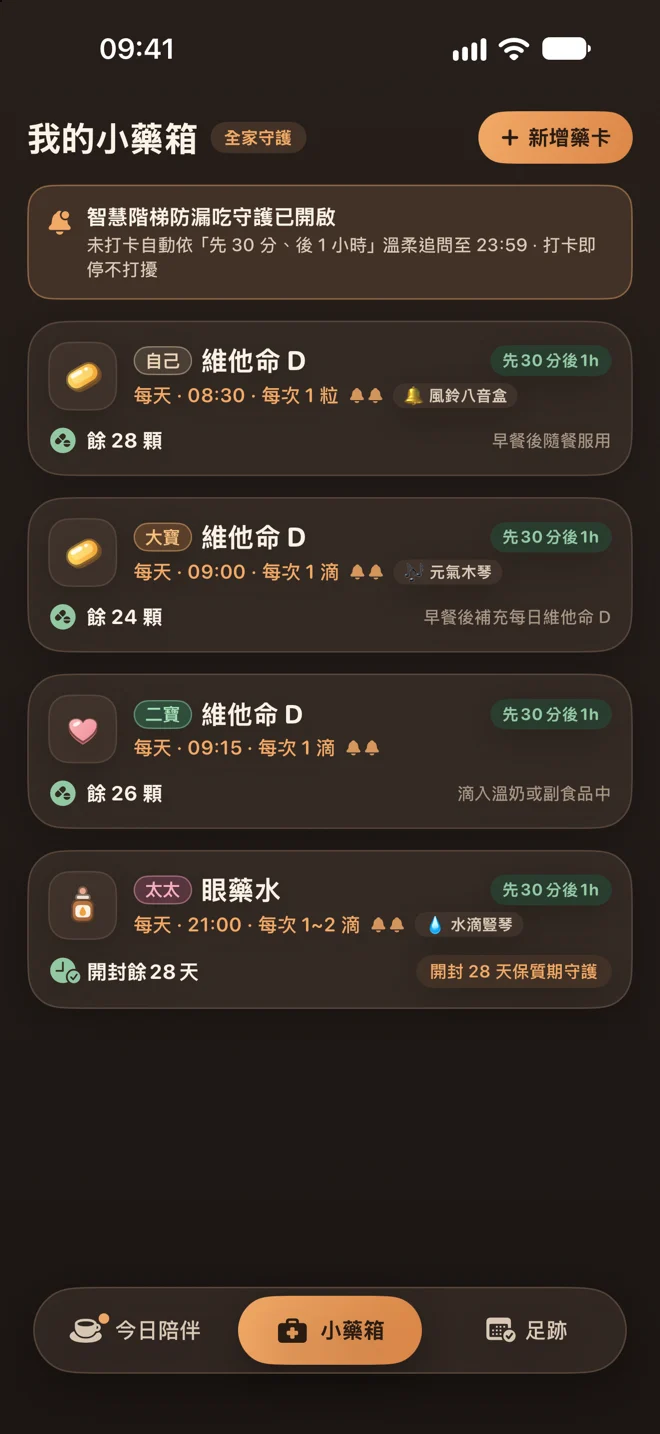 09:41
我的小藥箱 全家守護 + 新增藥卡
智慧階梯防漏吃守護已開啟
未打卡自動依「先 30 分、後 1 小時」溫柔追問至 23:59 · 打卡即
停不打擾
自己 維他命 D 先30分後1h
每天 · 08:30 · 每次 1 粒 風鈴八音盒
餘 28 顆 早餐後隨餐服用
大寶 維他命 D 先30分後1h
每天 · 09:00 · 每次 1 滴 元氣木琴
餘 24 顆 早餐後補充每日維他命 D
二寶 維他命 D 先30分後1h
每天 · 09:15 · 每次 1 滴
餘 26 顆 滴入溫奶或副食品中
太太 眼藥水 先30分後1h
每天 · 21:00 · 每次 1~2 滴 水滴豎琴
開封餘28天 開封 28 天保質期守護
今日陪伴 小藥箱 足跡